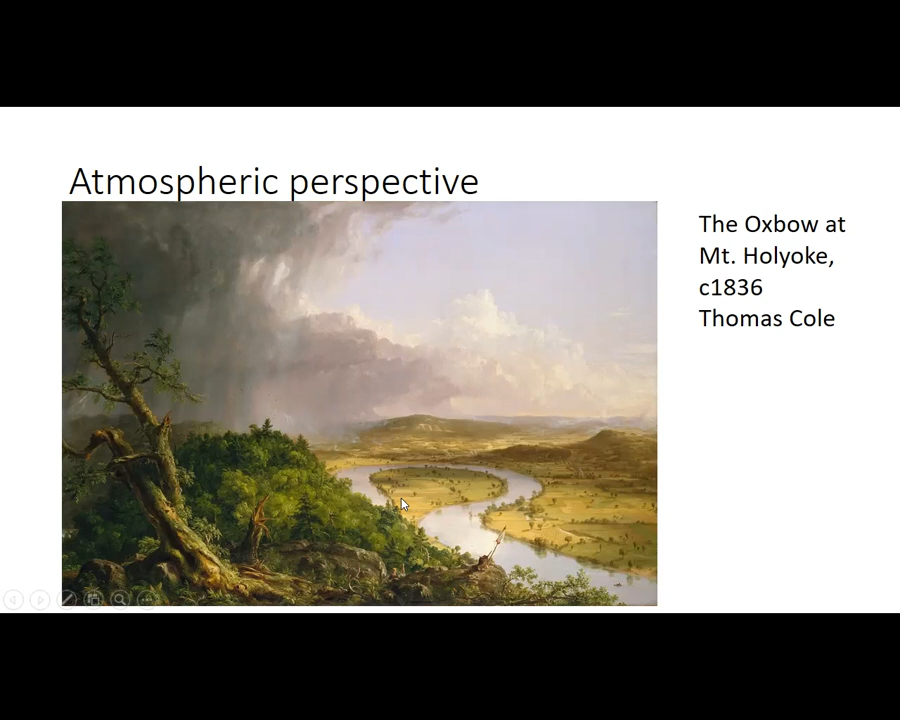 Atmospheric perspective
The Oxbow at
Mt. Holyoke,
c1836
Thomas Cole